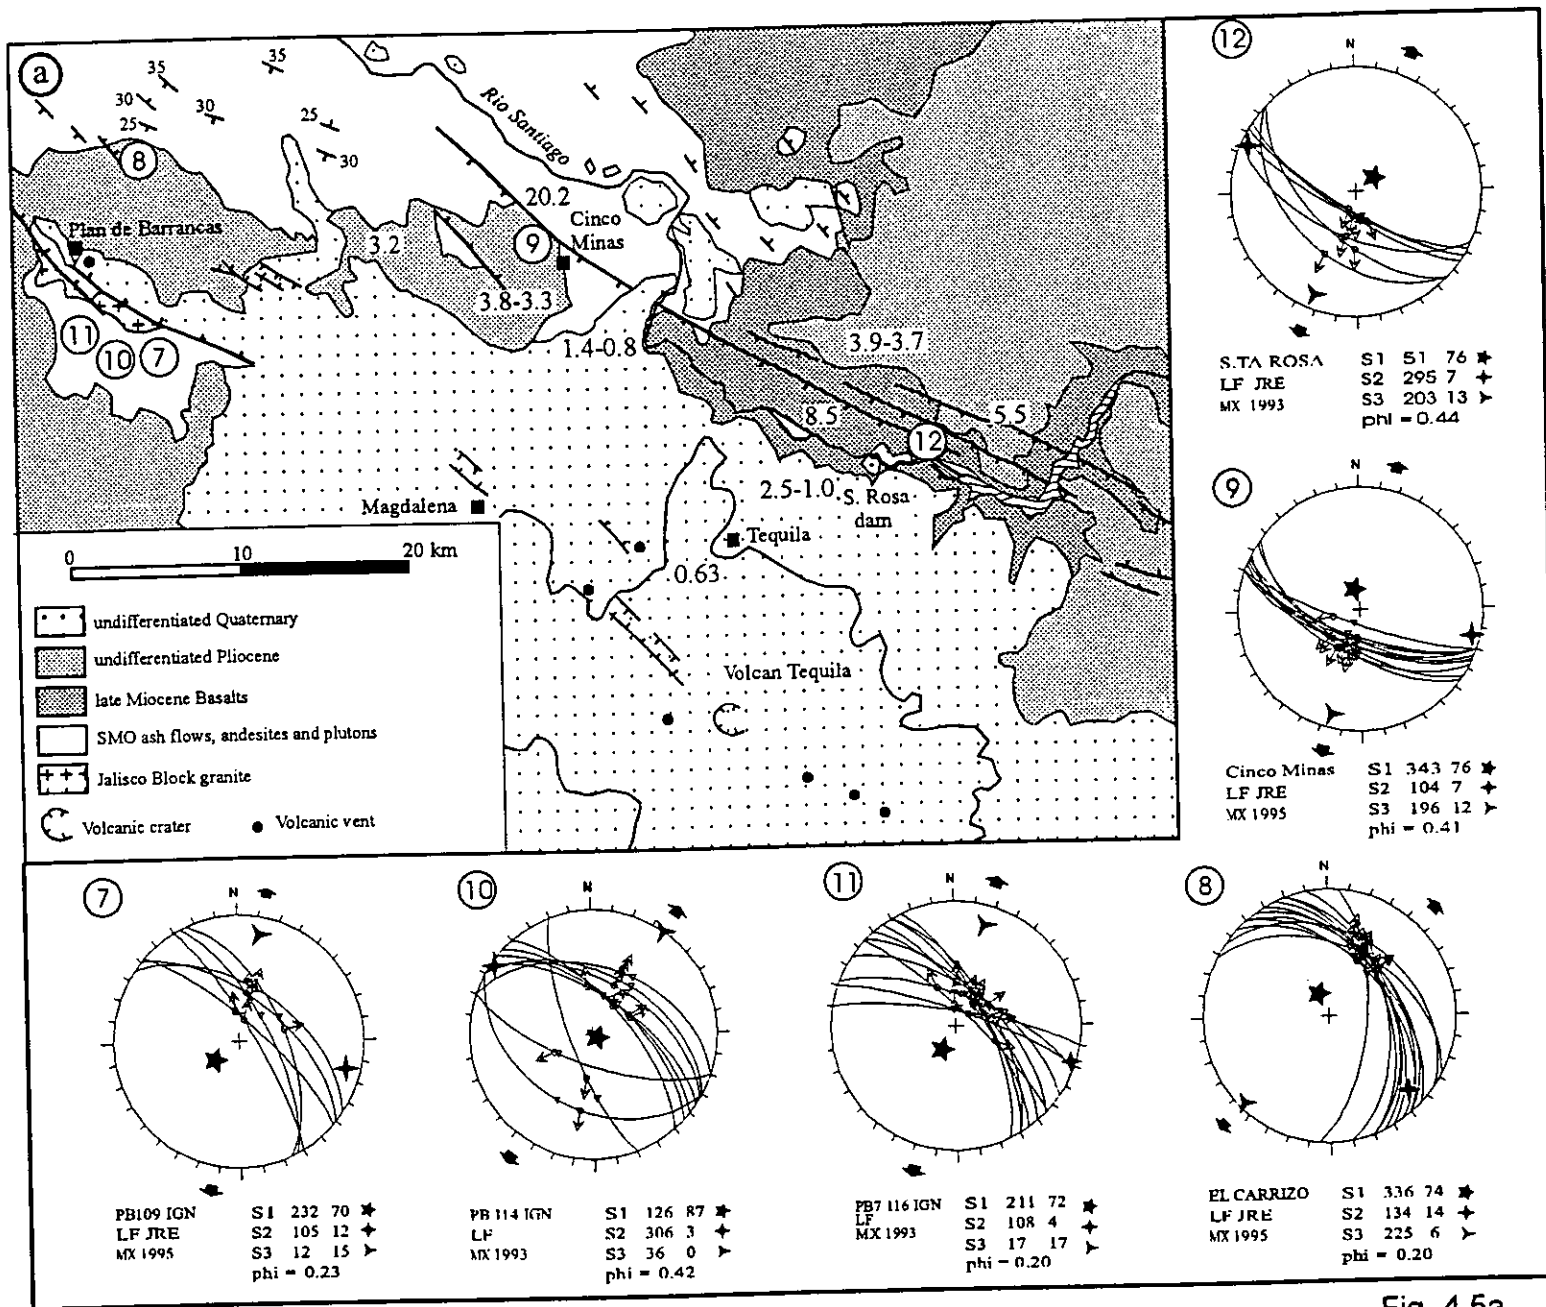 a
35
35
30
30
25
25
30
8
Rio Santiago
20.2
Cinco
Minas
9
Plan de Barrancas
3.2
3.8-3.3
1.4-0.8
3.9-3.7
11
10
7
8.5
5.5
12
2.5-1.0
S. Rosa
dam
Magdalena
Tequila
0.63
Volcan Tequila
0 10 20 km
undifferentiated Quaternary
undifferentiated Pliocene
late Miocene Basalts
SMO ash flows, andesites and plutons
Jalisco Block granite
Volcanic crater
Volcanic vent
12
N
S.TA ROSA
LF JRE
MX 1993
S1 51 76
S2 295 7
S3 203 13
phi = 0.44
9
N
Cinco Minas
LF JRE
MX 1995
S1 343 76
S2 104 7
S3 196 12
phi = 0.41
7
N
PB109 IGN
LF JRE
MX 1995
S1 232 70
S2 105 12
S3 12 15
phi = 0.23
10
N
PB 114 IGN
LF
MX 1993
S1 126 87
S2 306 3
S3 36 0
phi = 0.42
11
N
PB7 116 IGN
LF
MX 1993
S1 211 72
S2 108 4
S3 17 17
phi = 0.20
8
N
EL CARRIZO
LF JRE
MX 1995
S1 336 74
S2 134 14
S3 225 6
phi = 0.20
Fig. 4.5a